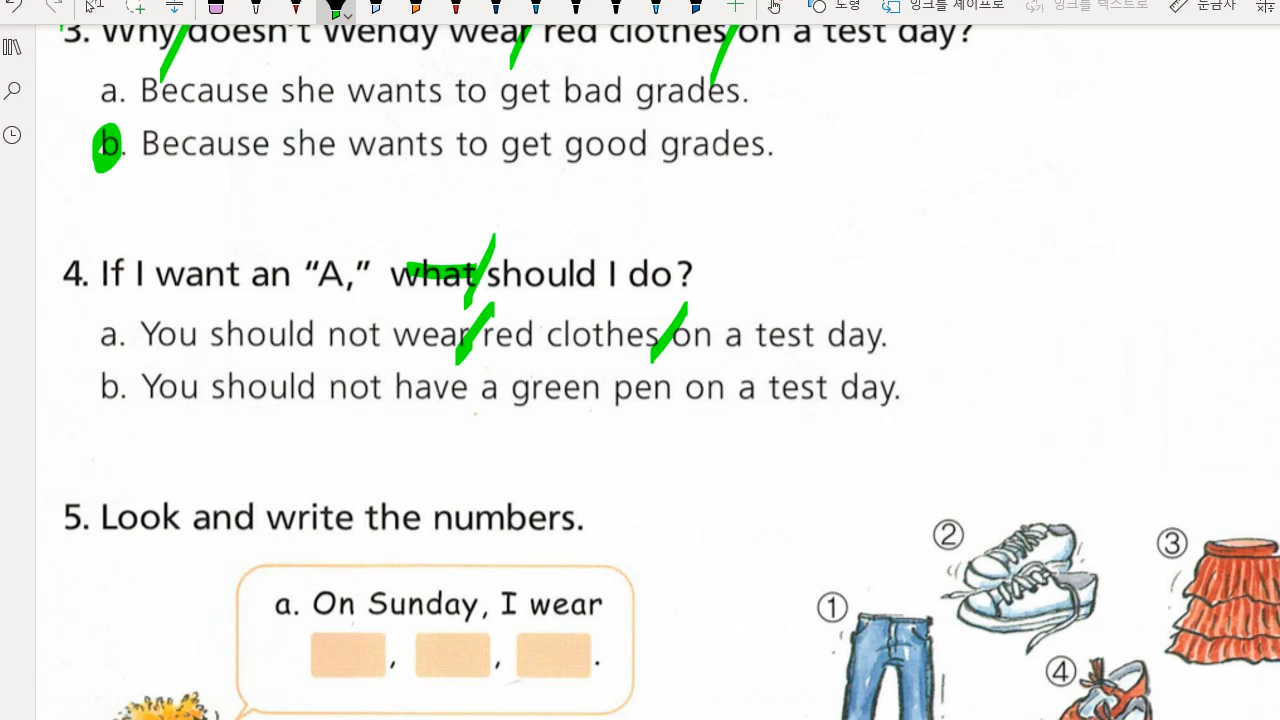 도형
잉크를 셰이프로
잉크를 텍스트로
눈금자
3. Why doesn't Wendy wear red clothes on a test day?
a. Because she wants to get bad grades.
b. Because she wants to get good grades.
4. If I want an “A,” what should I do?
a. You should not wear red clothes on a test day.
b. You should not have a green pen on a test day.
5. Look and write the numbers.
②
③
a. On Sunday, I wear
①
, , .
④